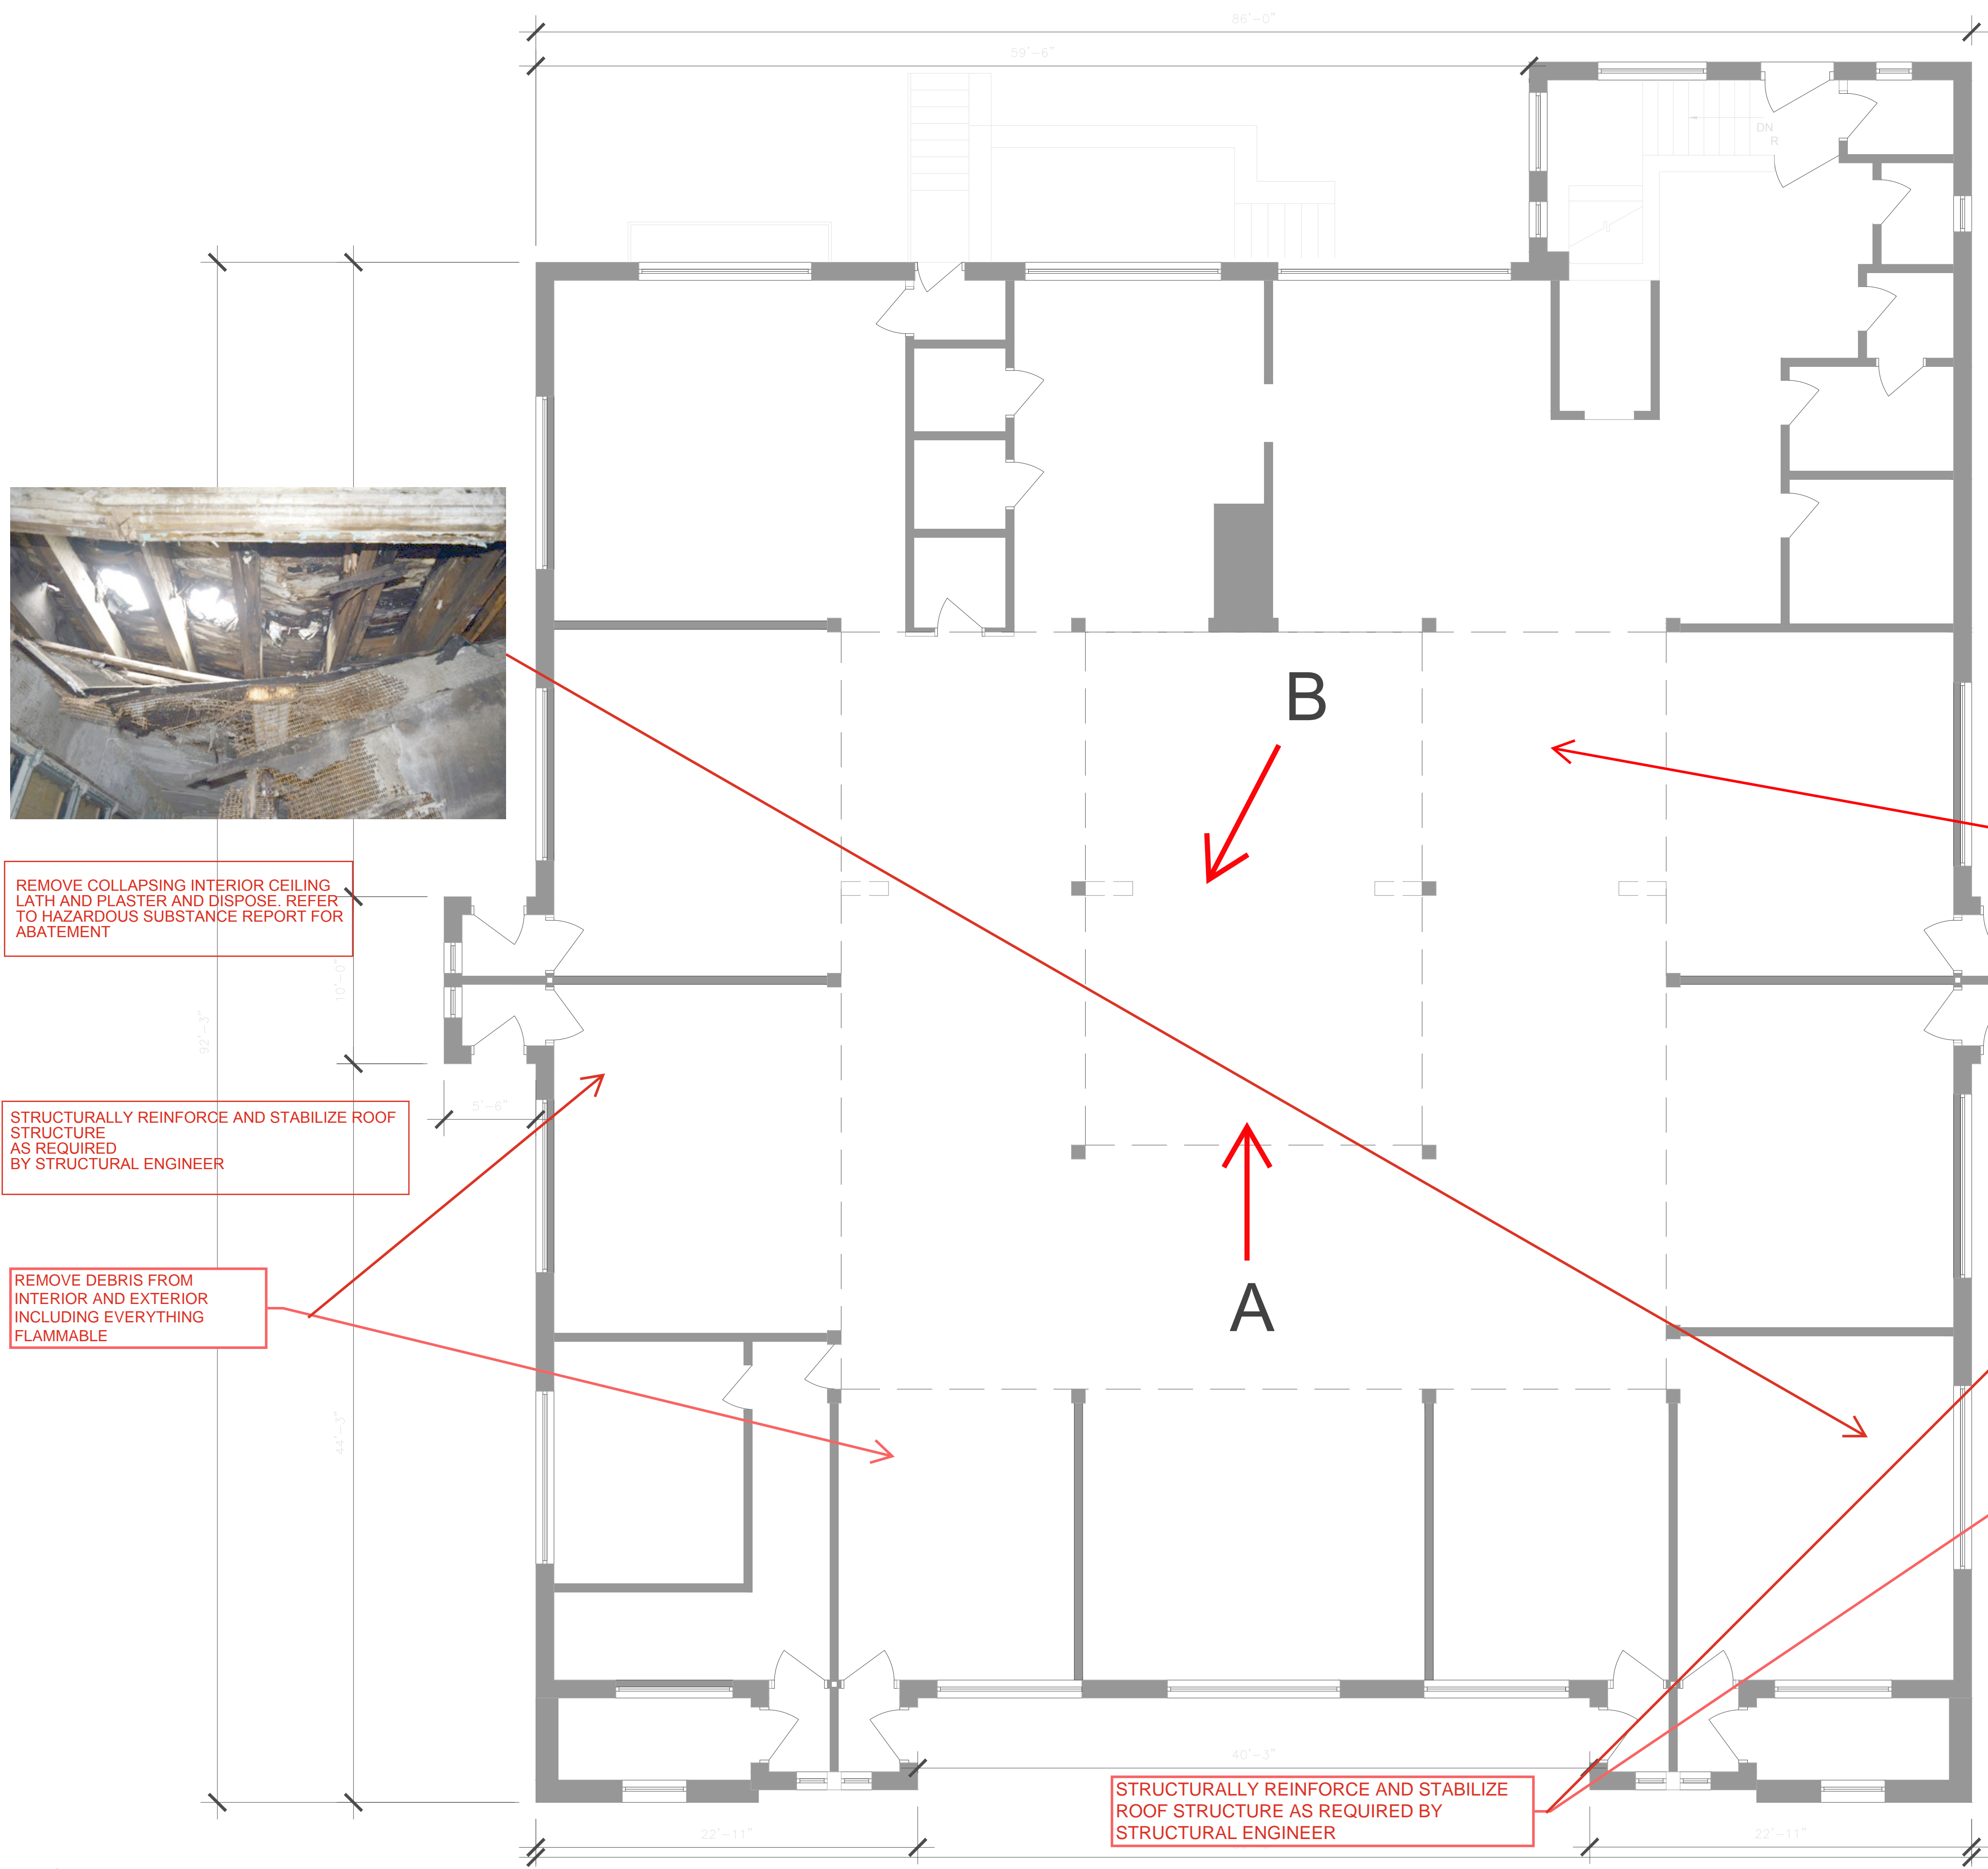 86'-0"
59'-6"
DN
R
B
REMOVE COLLAPSING INTERIOR CEILING
LATH AND PLASTER AND DISPOSE. REFER
TO HAZARDOUS SUBSTANCE REPORT FOR
ABATEMENT
10'-0"
92'-3"
5'-6"
STRUCTURALLY REINFORCE AND STABILIZE ROOF
STRUCTURE
AS REQUIRED
BY STRUCTURAL ENGINEER
REMOVE DEBRIS FROM
INTERIOR AND EXTERIOR
INCLUDING EVERYTHING
FLAMMABLE
A
44'-3"
40'-3"
STRUCTURALLY REINFORCE AND STABILIZE
ROOF STRUCTURE AS REQUIRED BY
STRUCTURAL ENGINEER
22'-11"
22'-11"